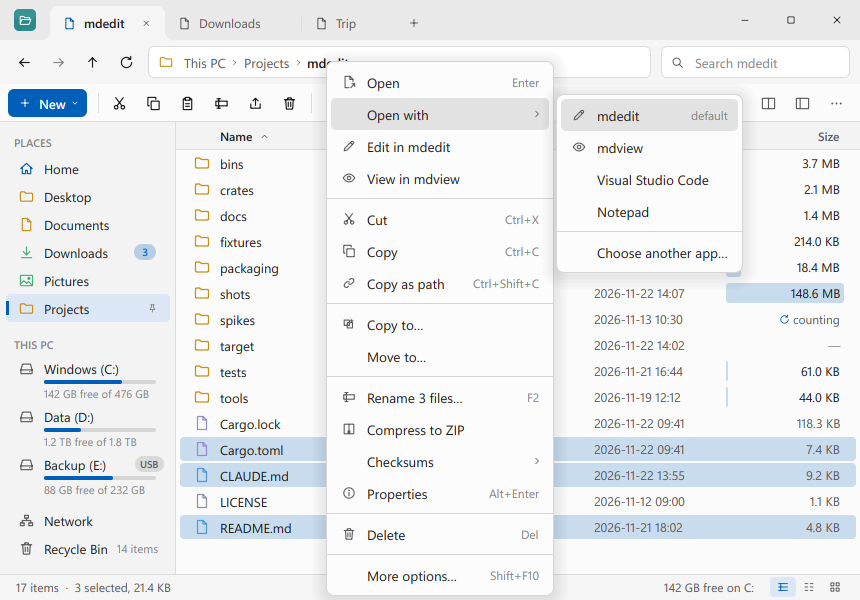 mdedit
Downloads
Trip
This PC
Projects
Search mdedit
New
PLACES
Home
Desktop
Documents
Downloads 3
Pictures
Projects
THIS PC
Windows (C:)
142 GB free of 476 GB
Data (D:)
1.2 TB free of 1.8 TB
Backup (E:) USB
88 GB free of 232 GB
Network
Recycle Bin 14 items
Name
bins
crates
docs
fixtures
packaging
shots
spikes
target
tests
tools
Cargo.lock
Cargo.toml
CLAUDE.md
LICENSE
README.md
Open Enter
Open with
Edit in mdedit
View in mdview
Cut Ctrl+X
Copy Ctrl+C
Copy as path Ctrl+Shift+C
Copy to...
Move to...
Rename 3 files... F2
Compress to ZIP
Checksums
Properties Alt+Enter
Delete Del
More options... Shift+F10
mdedit default
mdview
Visual Studio Code
Notepad
Choose another app...
Size
3.7 MB
2.1 MB
1.4 MB
214.0 KB
18.4 MB
2026-11-22 14:07 148.6 MB
2026-11-13 10:30 counting
2026-11-22 14:02 —
2026-11-21 16:44 61.0 KB
2026-11-19 12:12 44.0 KB
2026-11-22 09:41 118.3 KB
2026-11-22 09:41 7.4 KB
2026-11-22 13:55 9.2 KB
2026-11-12 09:00 1.1 KB
2026-11-21 18:02 4.8 KB
17 items · 3 selected, 21.4 KB
142 GB free on C: